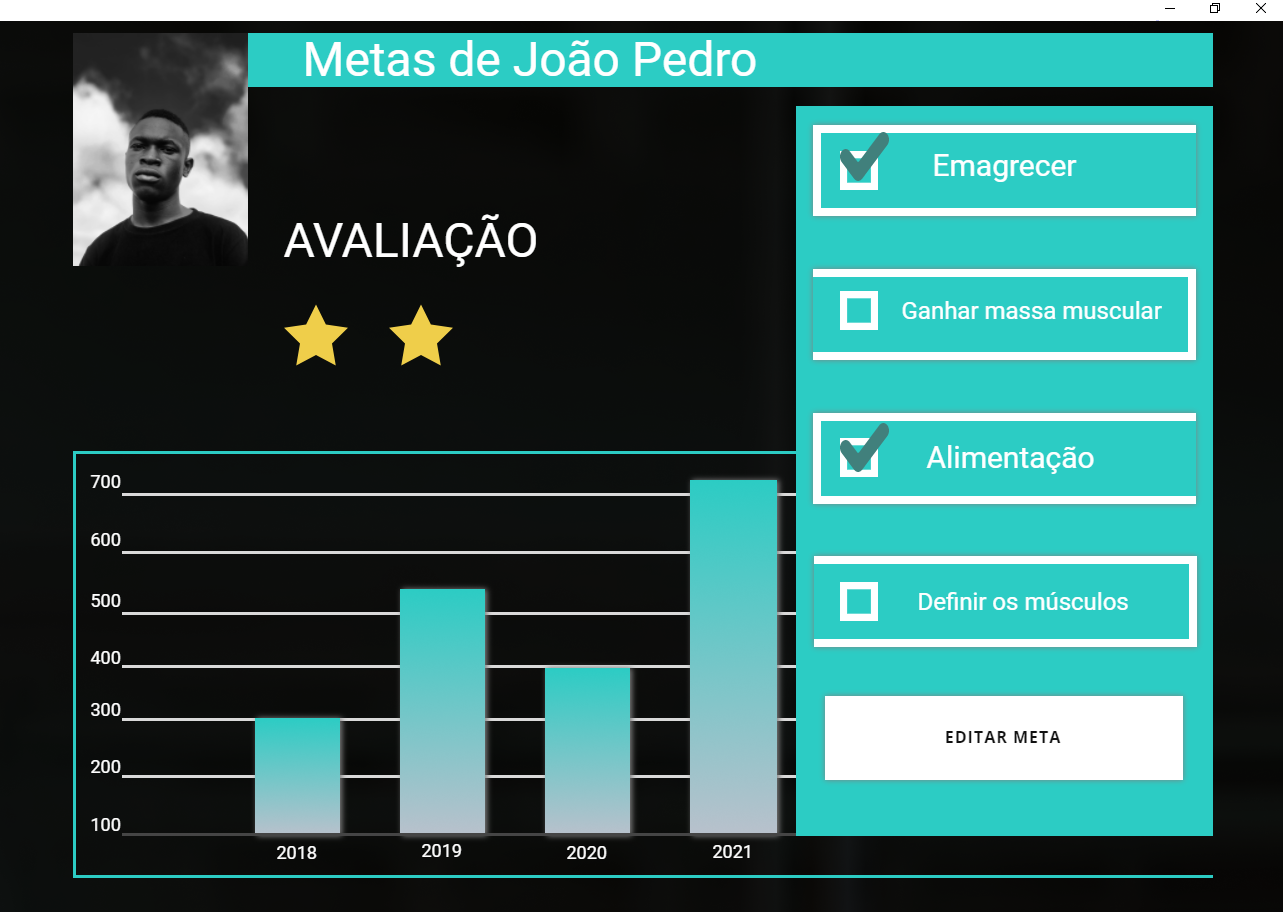 Metas de João Pedro
AVALIAÇÃO
Emagrecer
Ganhar massa muscular
Alimentação
Definir os músculos
EDITAR META
700
600
500
400
300
200
100
2018
2019
2020
2021